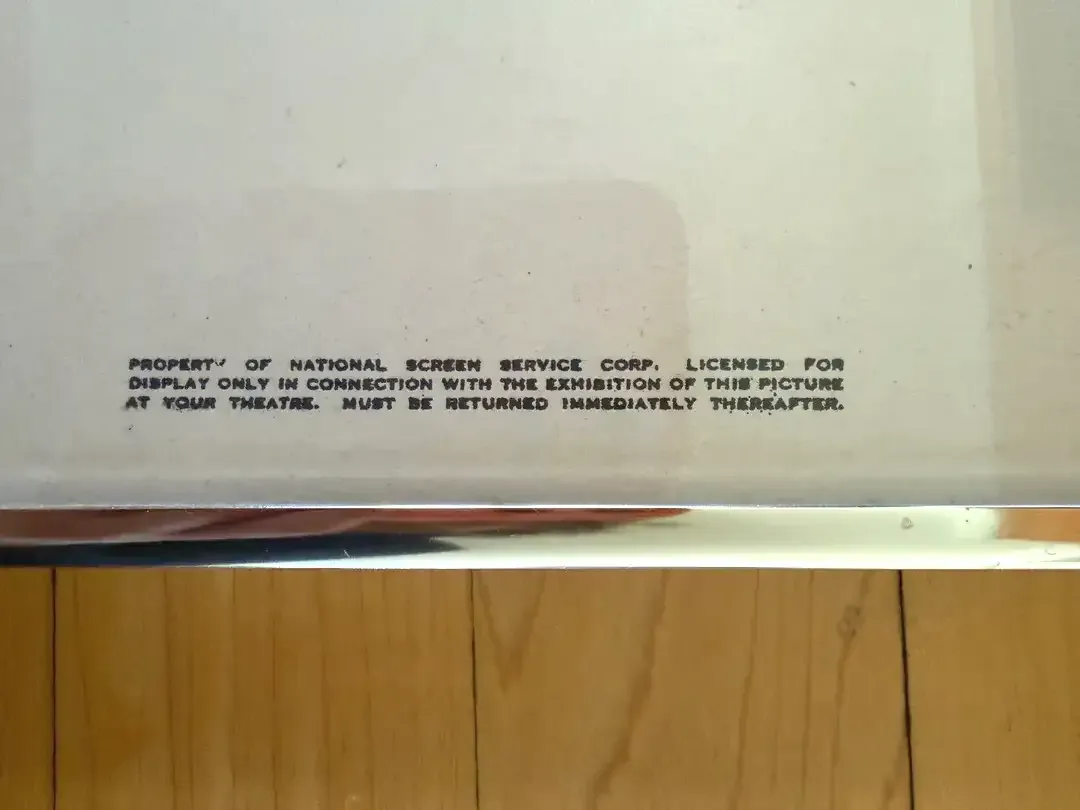 PROPERTY OF NATIONAL SCREEN SERVICE CORP. LICENSED FOR
DISPLAY ONLY IN CONNECTION WITH THE EXHIBITION OF THIS PICTURE
AT YOUR THEATRE. MUST BE RETURNED IMMEDIATELY THEREAFTER.